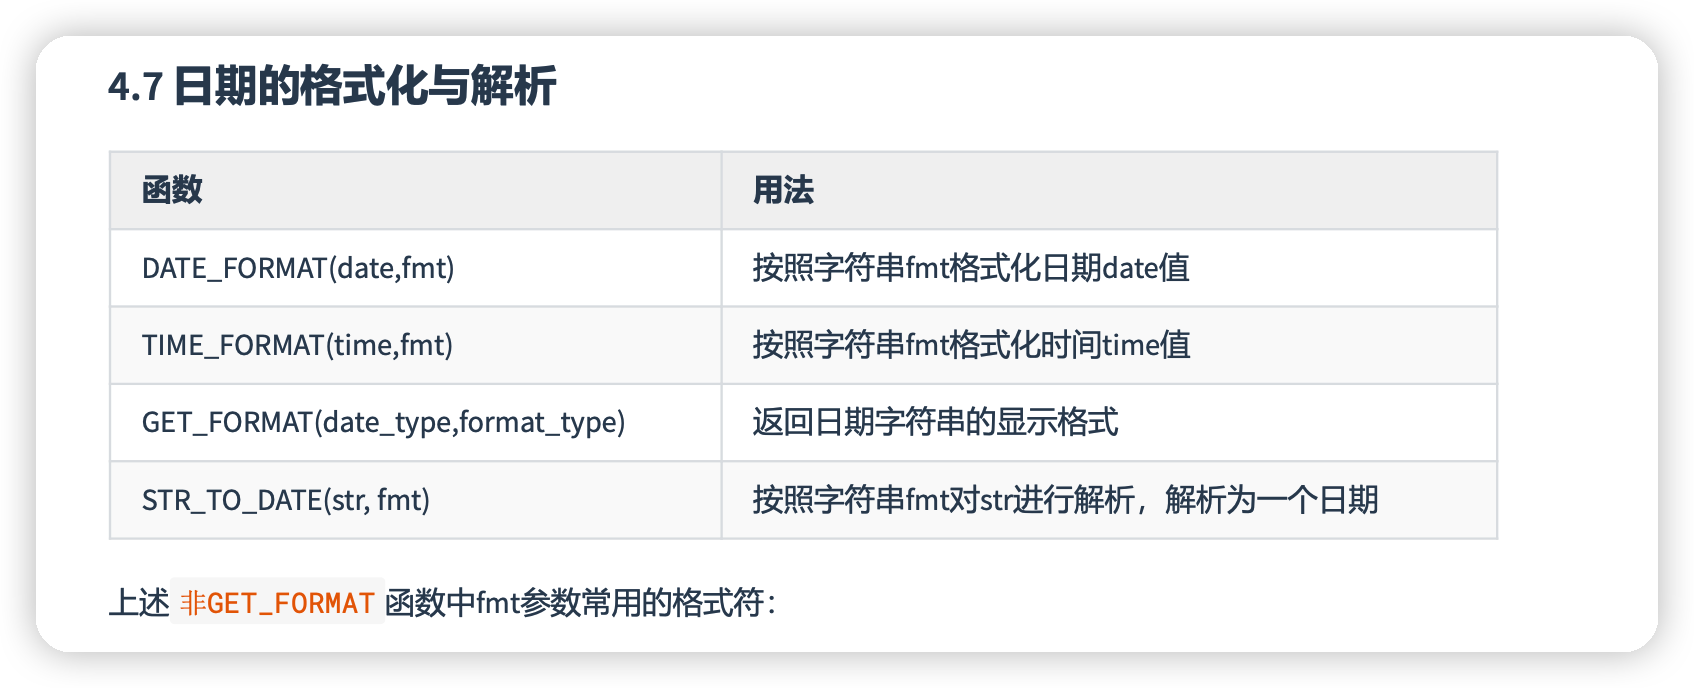 4.7 日期的格式化与解析
函数 用法
DATE_FORMAT(date,fmt) 按照字符串fmt格式化日期date值
TIME_FORMAT(time,fmt) 按照字符串fmt格式化时间time值
GET_FORMAT(date_type,format_type) 返回日期字符串的显示格式
STR_TO_DATE(str, fmt) 按照字符串fmt对str进行解析，解析为一个日期
上述 非GET_FORMAT 函数中fmt参数常用的格式符：